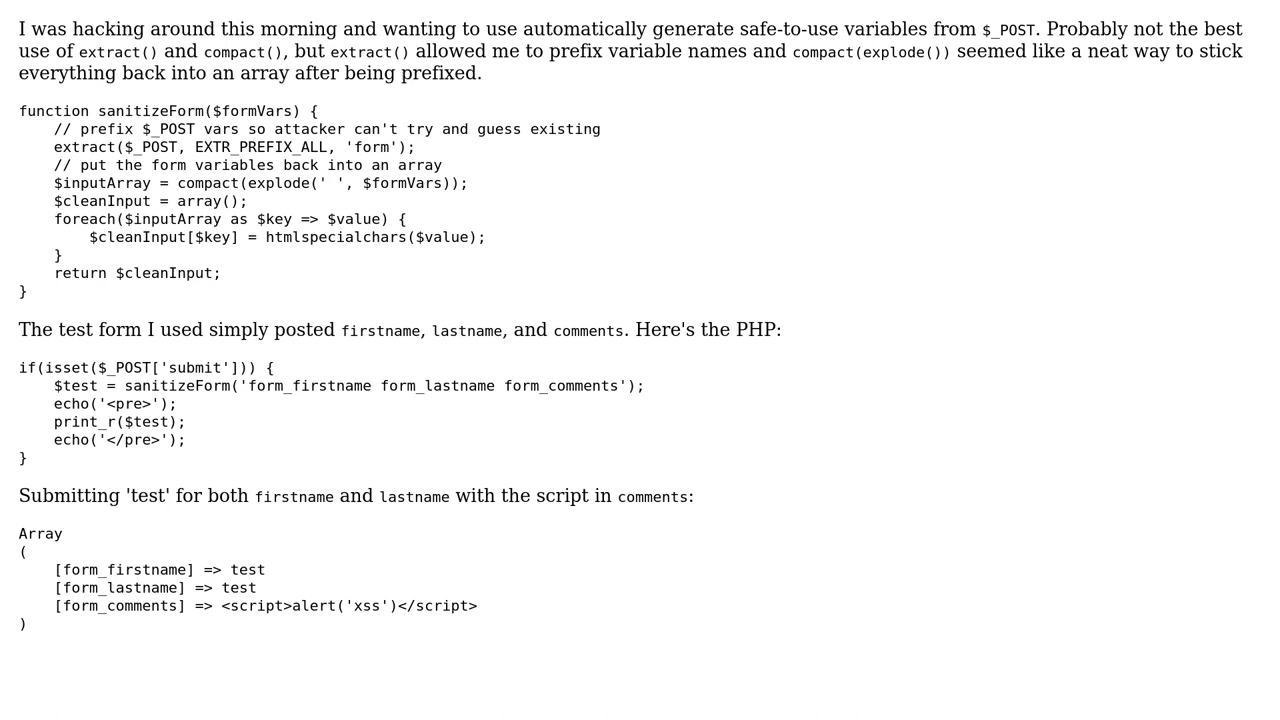 I was hacking around this morning and wanting to use automatically generate safe-to-use variables from $_POST. Probably not the best
use of extract() and compact(), but extract() allowed me to prefix variable names and compact(explode()) seemed like a neat way to stick
everything back into an array after being prefixed.
function sanitizeForm($formVars) {
    // prefix $_POST vars so attacker can't try and guess existing
    extract($_POST, EXTR_PREFIX_ALL, 'form');
    // put the form variables back into an array
    $inputArray = compact(explode(' ', $formVars));
    $cleanInput = array();
    foreach($inputArray as $key => $value) {
        $cleanInput[$key] = htmlspecialchars($value);
    }
    return $cleanInput;
}
The test form I used simply posted firstname, lastname, and comments. Here's the PHP:
if(isset($_POST['submit'])) {
    $test = sanitizeForm('form_firstname form_lastname form_comments');
    echo('<pre>');
    print_r($test);
    echo('</pre>');
}
Submitting 'test' for both firstname and lastname with the script in comments:
Array
(
    [form_firstname] => test
    [form_lastname] => test
    [form_comments] => <script>alert('xss')</script>
)